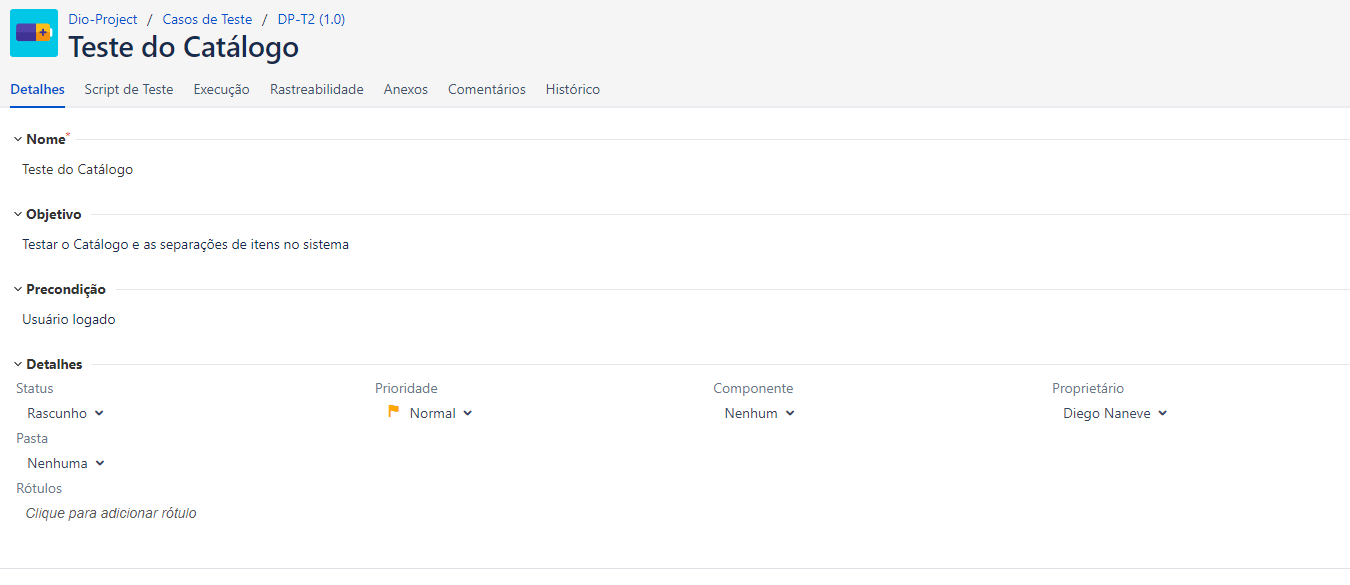 Dio-Project / Casos de Teste / DP-T2 (1.0)
Teste do Catálogo
Detalhes Script de Teste Execução Rastreabilidade Anexos Comentários Histórico
Nome*
Teste do Catálogo
Objetivo
Testar o Catálogo e as separações de itens no sistema
Precondição
Usuário logado
Detalhes
Status Prioridade Componente Proprietário
Rascunho Normal Nenhum Diego Naneve
Pasta
Nenhuma
Rótulos
Clique para adicionar rótulo